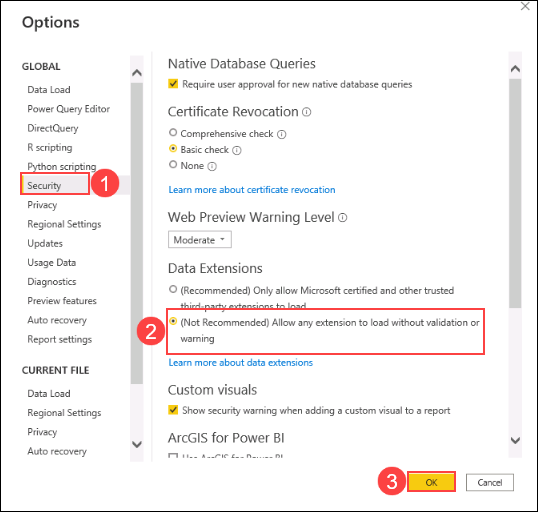 Options
GLOBAL
Data Load
Power Query Editor
DirectQuery
R scripting
Python scripting
Security
1
Privacy
Regional Settings
Updates
Usage Data
Diagnostics
Preview features
Auto recovery
Report settings
CURRENT FILE
Data Load
Regional Settings
Privacy
Auto recovery
Native Database Queries
Require user approval for new native database queries
Certificate Revocation
Comprehensive check
Basic check
None
Learn more about certificate revocation
Web Preview Warning Level
Moderate
Data Extensions
(Recommended) Only allow Microsoft certified and other trusted
third-party extensions to load
2
(Not Recommended) Allow any extension to load without validation or
warning
Learn more about data extensions
Custom visuals
Show security warning when adding a custom visual to a report
ArcGIS for Power BI
Use ArcGIS for Power BI
3
OK
Cancel